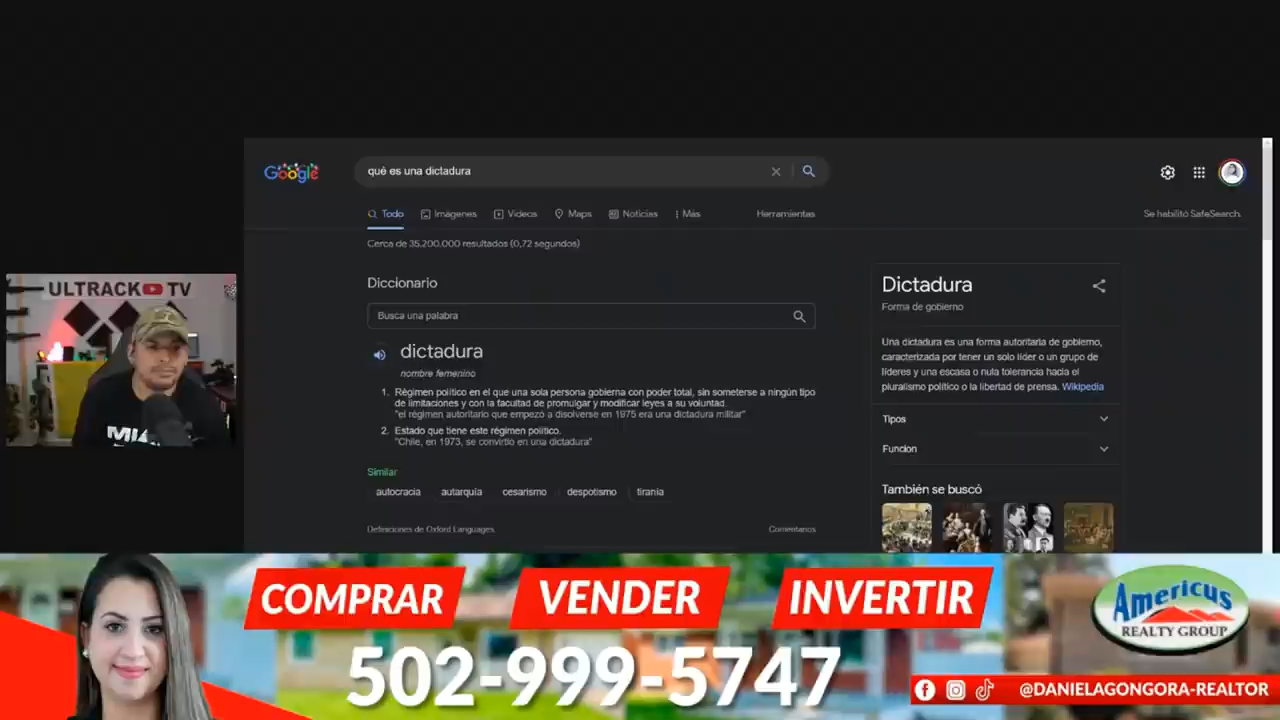 Google
qué es una dictadura
Todo
Imágenes
Videos
Maps
Noticias
Más
Herramientas
Se habilitó SafeSearch.
Cerca de 35.200.000 resultados (0,72 segundos)
Diccionario
Busca una palabra
dictadura
nombre femenino
1. Régimen político en el que una sola persona gobierna con poder total, sin someterse a ningún tipo
de limitaciones y con la facultad de promulgar y modificar leyes a su voluntad.
"el régimen autoritario que empezó a disolverse en 1975 era una dictadura militar"
2. Estado que tiene este régimen político.
"Chile, en 1973, se convirtió en una dictadura"
Similar
autocracia
autarquía
cesarismo
despotismo
tiranía
Definiciones de Oxford Languages
Comentarios
Dictadura
Forma de gobierno
Una dictadura es una forma autoritaria de gobierno,
caracterizada por tener un solo líder o un grupo de
líderes y una escasa o nula tolerancia hacia el
pluralismo político o la libertad de prensa. Wikipedia
Tipos
Funcion
También se buscó
ULTRACK TV
COMPRAR
VENDER
INVERTIR
502-999-5747
Americus
REALTY GROUP
@DANIELAGONGORA-REALTOR